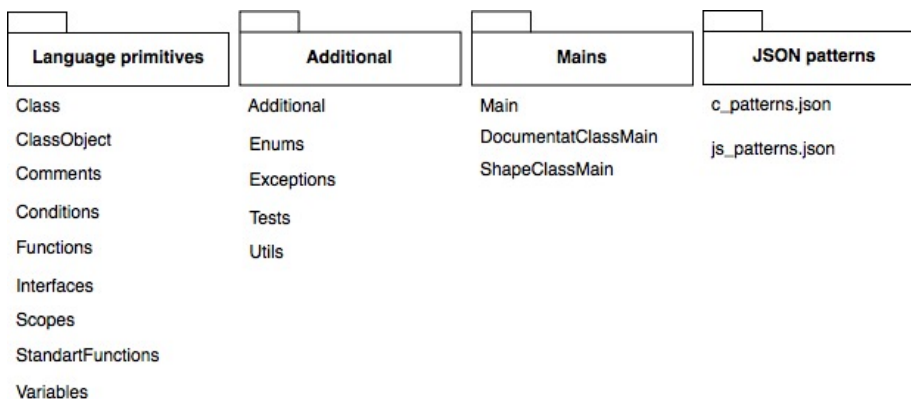 Language primitives
Class
ClassObject
Comments
Conditions
Functions
Interfaces
Scopes
StandartFunctions
Variables
Additional
Additional
Enums
Exceptions
Tests
Utils
Mains
Main
DocumentatClassMain
ShapeClassMain
JSON patterns
c_patterns.json
js_patterns.json